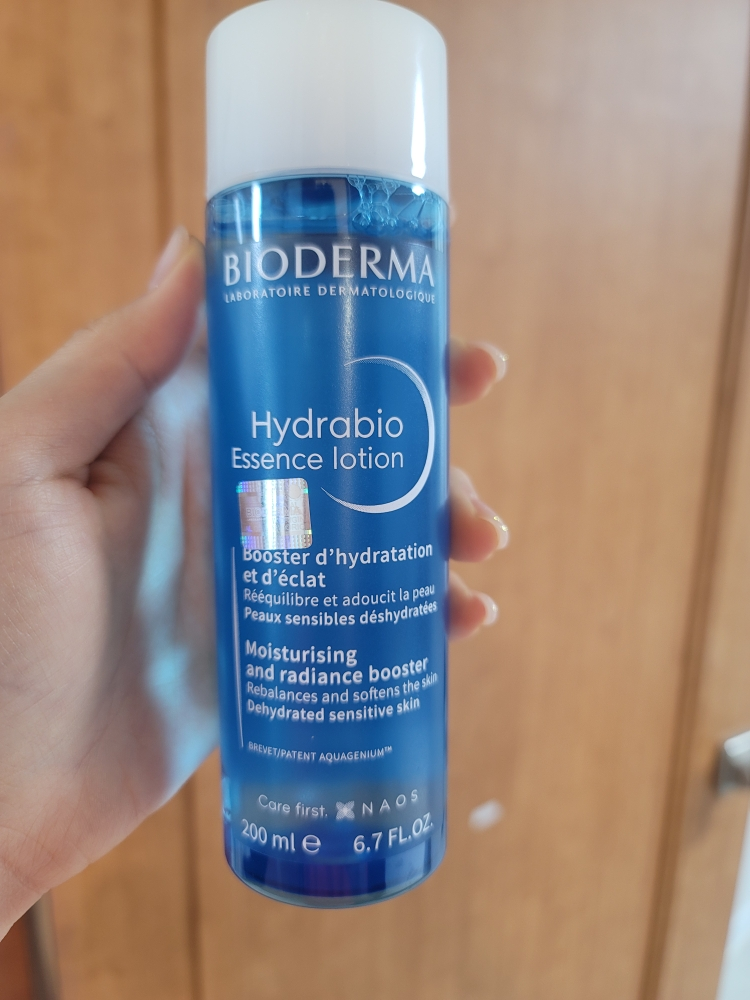 BIODERMA
LABORATOIRE DERMATOLOGIQUE
Hydrabio
Essence lotion
Booster d'hydratation
et d'éclat
Rééquilibre et adoucit la peau
Peaux sensibles déshydratées
Moisturising
and radiance booster
Rebalances and softens the skin
Dehydrated sensitive skin
BREVET/PATENT AQUAGENIUM™
Care first. NAOS
200 ml ℮ 6.7 FL.OZ.